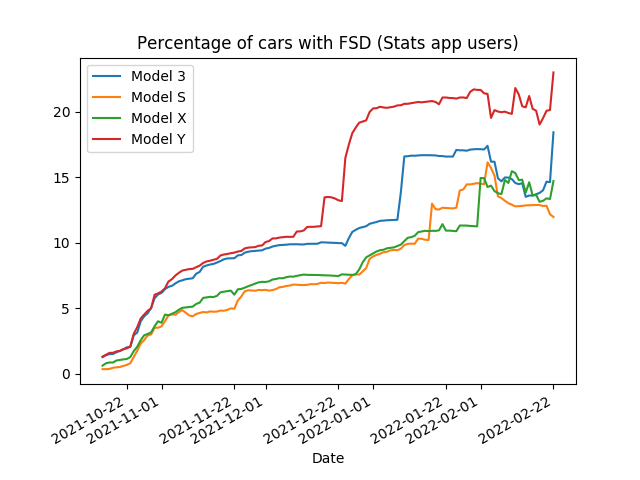 Percentage of cars with FSD (Stats app users)
Model 3
Model S
Model X
Model Y
20
15
10
5
0
2021-10-22
2021-11-01
2021-11-22
2021-12-01
2021-12-22
2022-01-01
2022-01-22
2022-02-01
2022-02-22
Date